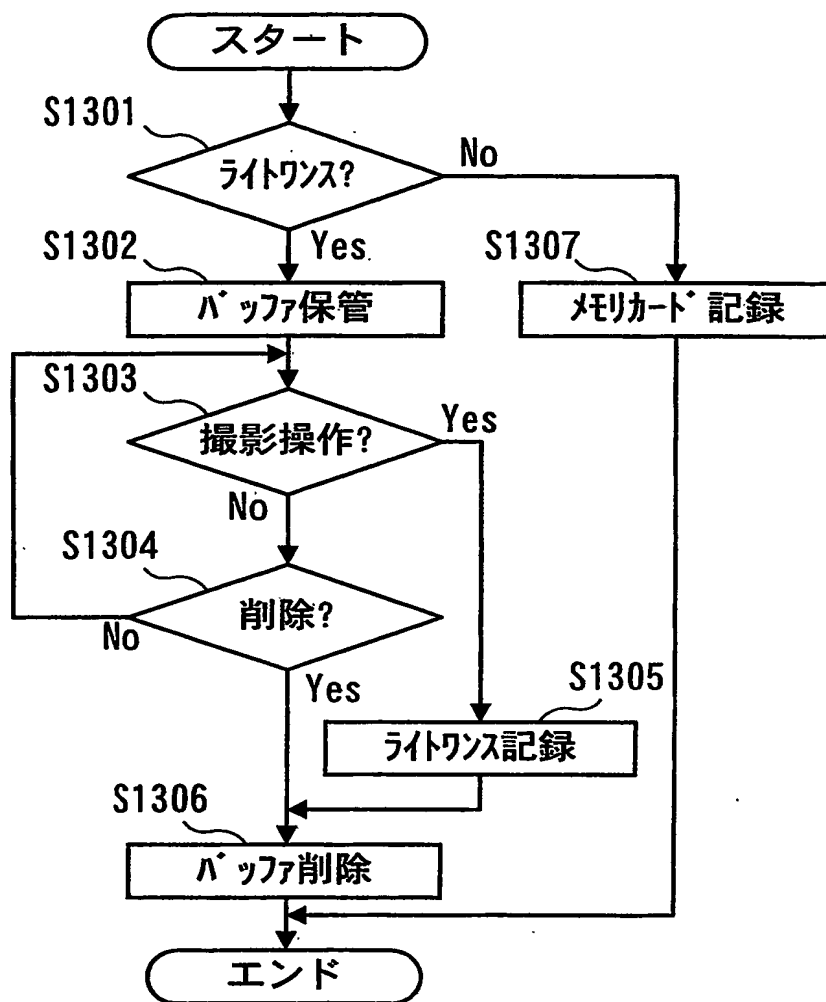 スタート
S1301
ﾗｲﾄﾜﾝｽ?
No
Yes
S1302
ﾊﾞｯﾌｧ保管
S1307
ﾒﾓﾘｶｰﾄﾞ記録
S1303
撮影操作?
Yes
No
S1304
削除?
No
Yes
S1305
ﾗｲﾄﾜﾝｽ記録
S1306
ﾊﾞｯﾌｧ削除
エンド